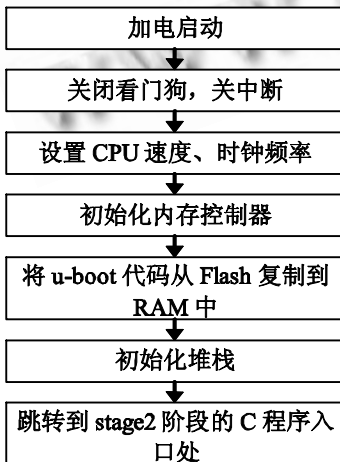 加电启动
关闭看门狗，关中断
设置 CPU 速度、时钟频率
初始化内存控制器
将 u-boot 代码从 Flash 复制到
RAM 中
初始化堆栈
跳转到 stage2 阶段的 C 程序入
口处